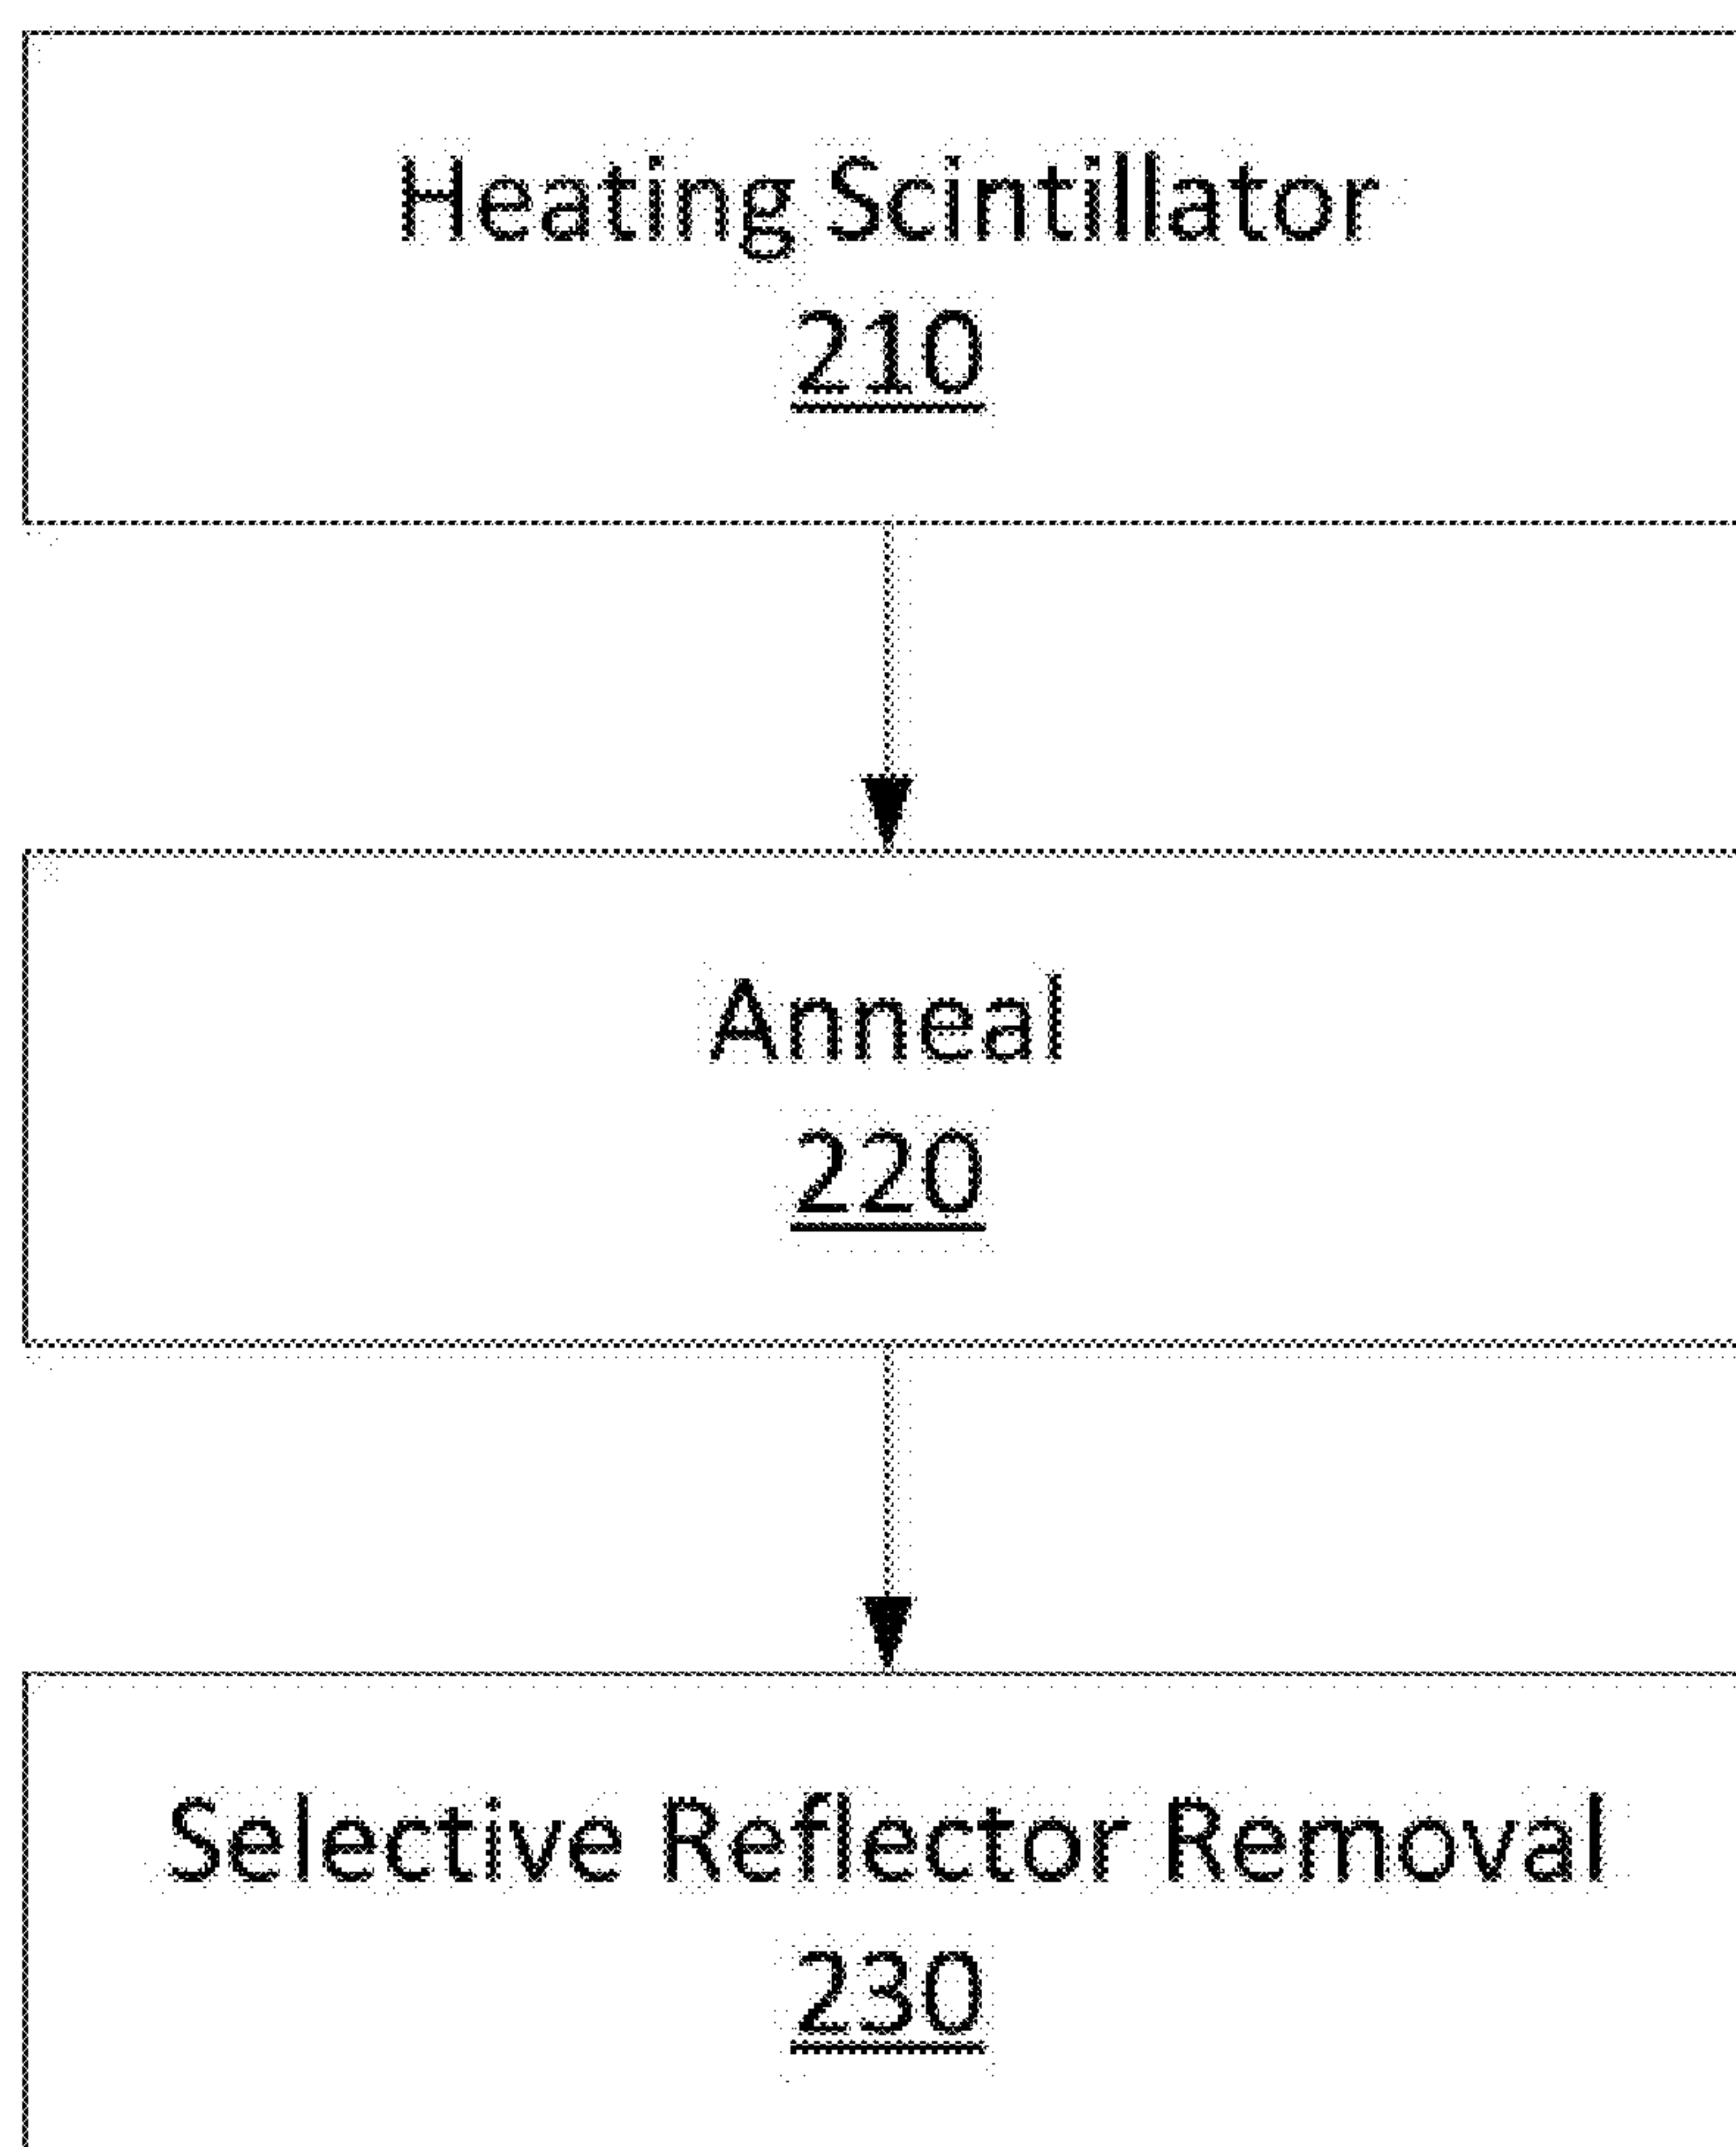 Heating Scintillator
210
Anneal
220
Selective Reflector Removal
230